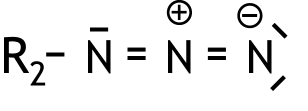 ⊕ ⊖
R₂– N̅ = N = N